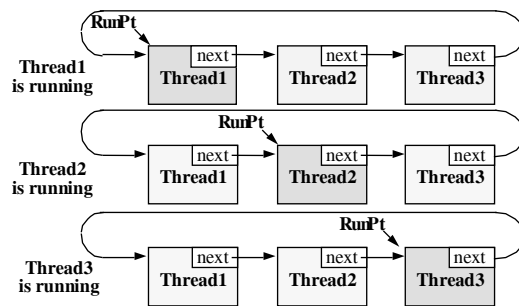 RunPt
next next next
Thread1
is running
Thread1 Thread2 Thread3
RunPt
next next next
Thread2
is running
Thread1 Thread2 Thread3
RunPt
next next next
Thread3
is running
Thread1 Thread2 Thread3